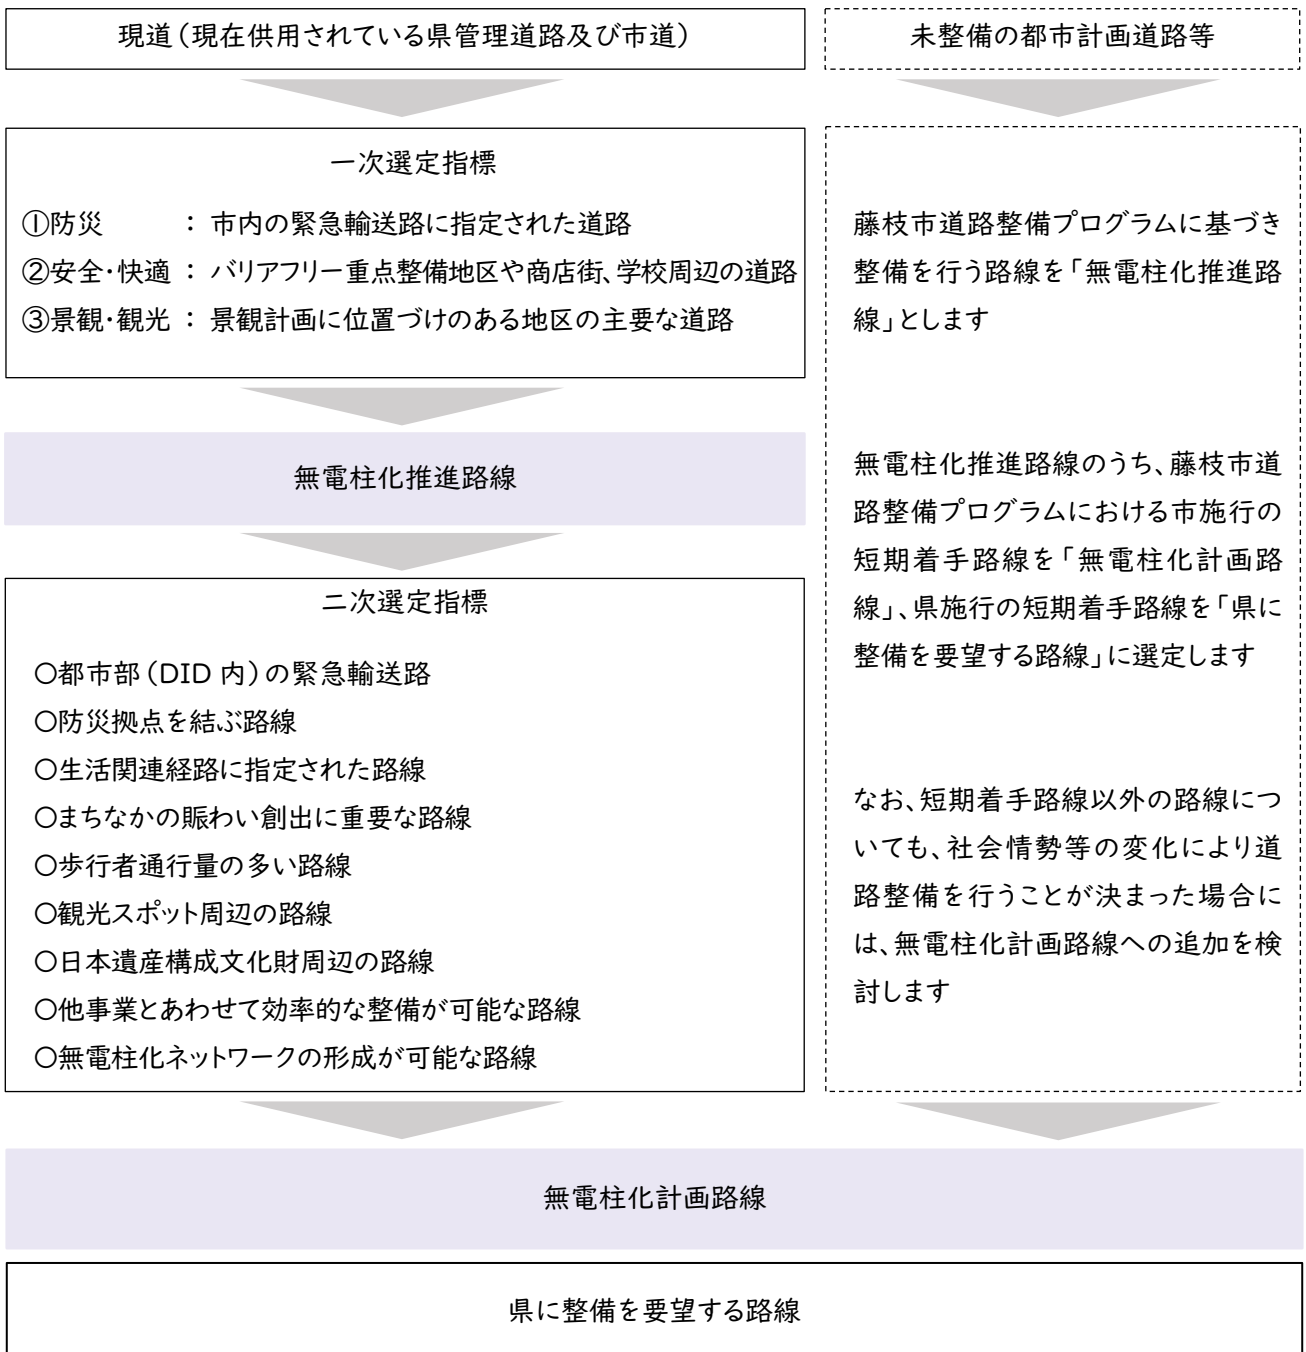 現道（現在供用されている県管理道路及び市道）
未整備の都市計画道路等
一次選定指標
①防災　　　：　市内の緊急輸送路に指定された道路
②安全・快適　：　バリアフリー重点整備地区や商店街、学校周辺の道路
③景観・観光　：　景観計画に位置づけのある地区の主要な道路
無電柱化推進路線
二次選定指標
○都市部（DID 内）の緊急輸送路
○防災拠点を結ぶ路線
○生活関連経路に指定された路線
○まちなかの賑わい創出に重要な路線
○歩行者通行量の多い路線
○観光スポット周辺の路線
○日本遺産構成文化財周辺の路線
○他事業とあわせて効率的な整備が可能な路線
○無電柱化ネットワークの形成が可能な路線
藤枝市道路整備プログラムに基づき
整備を行う路線を「無電柱化推進路
線」とします
無電柱化推進路線のうち、藤枝市道
路整備プログラムにおける市施行の
短期着手路線を「無電柱化計画路
線」、県施行の短期着手路線を「県に
整備を要望する路線」に選定します
なお、短期着手路線以外の路線につ
いても、社会情勢等の変化により道
路整備を行うことが決まった場合に
は、無電柱化計画路線への追加を検
討します
無電柱化計画路線
県に整備を要望する路線